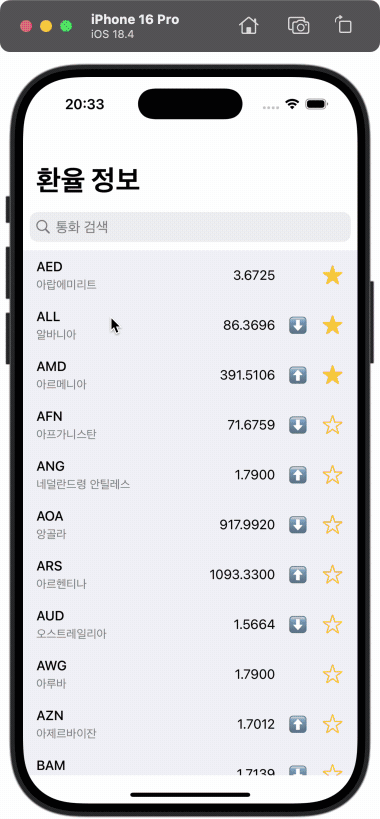 iPhone 16 Pro
iOS 18.4
20:33
환율 정보
통화 검색
AED
아랍에미리트
3.6725
ALL
알바니아
86.3696
AMD
아르메니아
391.5106
AFN
아프가니스탄
71.6759
ANG
네덜란드령 안틸레스
1.7900
AOA
앙골라
917.9920
ARS
아르헨티나
1093.3300
AUD
오스트레일리아
1.5664
AWG
아루바
1.7900
AZN
아제르바이잔
1.7012
BAM
1.7139